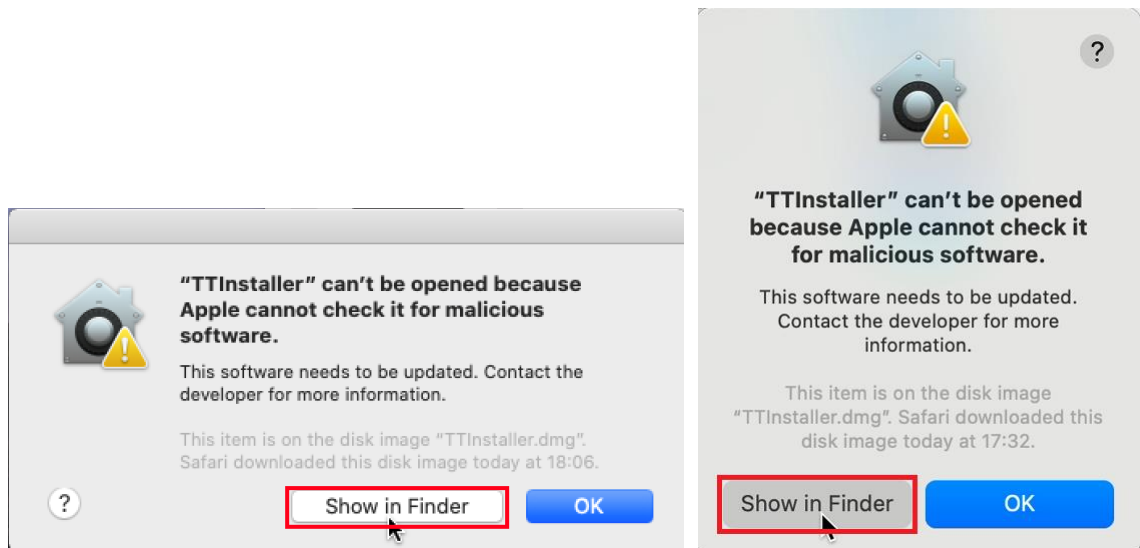 “TTInstaller” can’t be opened because
Apple cannot check it for malicious
software.
This software needs to be updated. Contact the
developer for more information.
This item is on the disk image “TTInstaller.dmg”.
Safari downloaded this disk image today at 18:06.
?
Show in Finder
OK
?
“TTInstaller” can’t be opened
because Apple cannot check it
for malicious software.
This software needs to be updated.
Contact the developer for more
information.
This item is on the disk image
“TTInstaller.dmg”. Safari downloaded this
disk image today at 17:32.
Show in Finder
OK